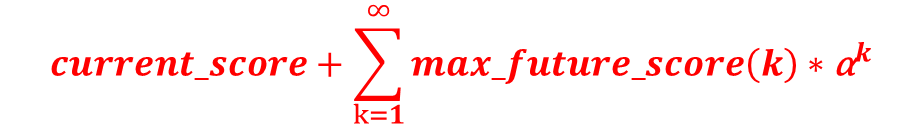 current_score + ∑_{k=1}^{∞} max_future_score(k) * α^k